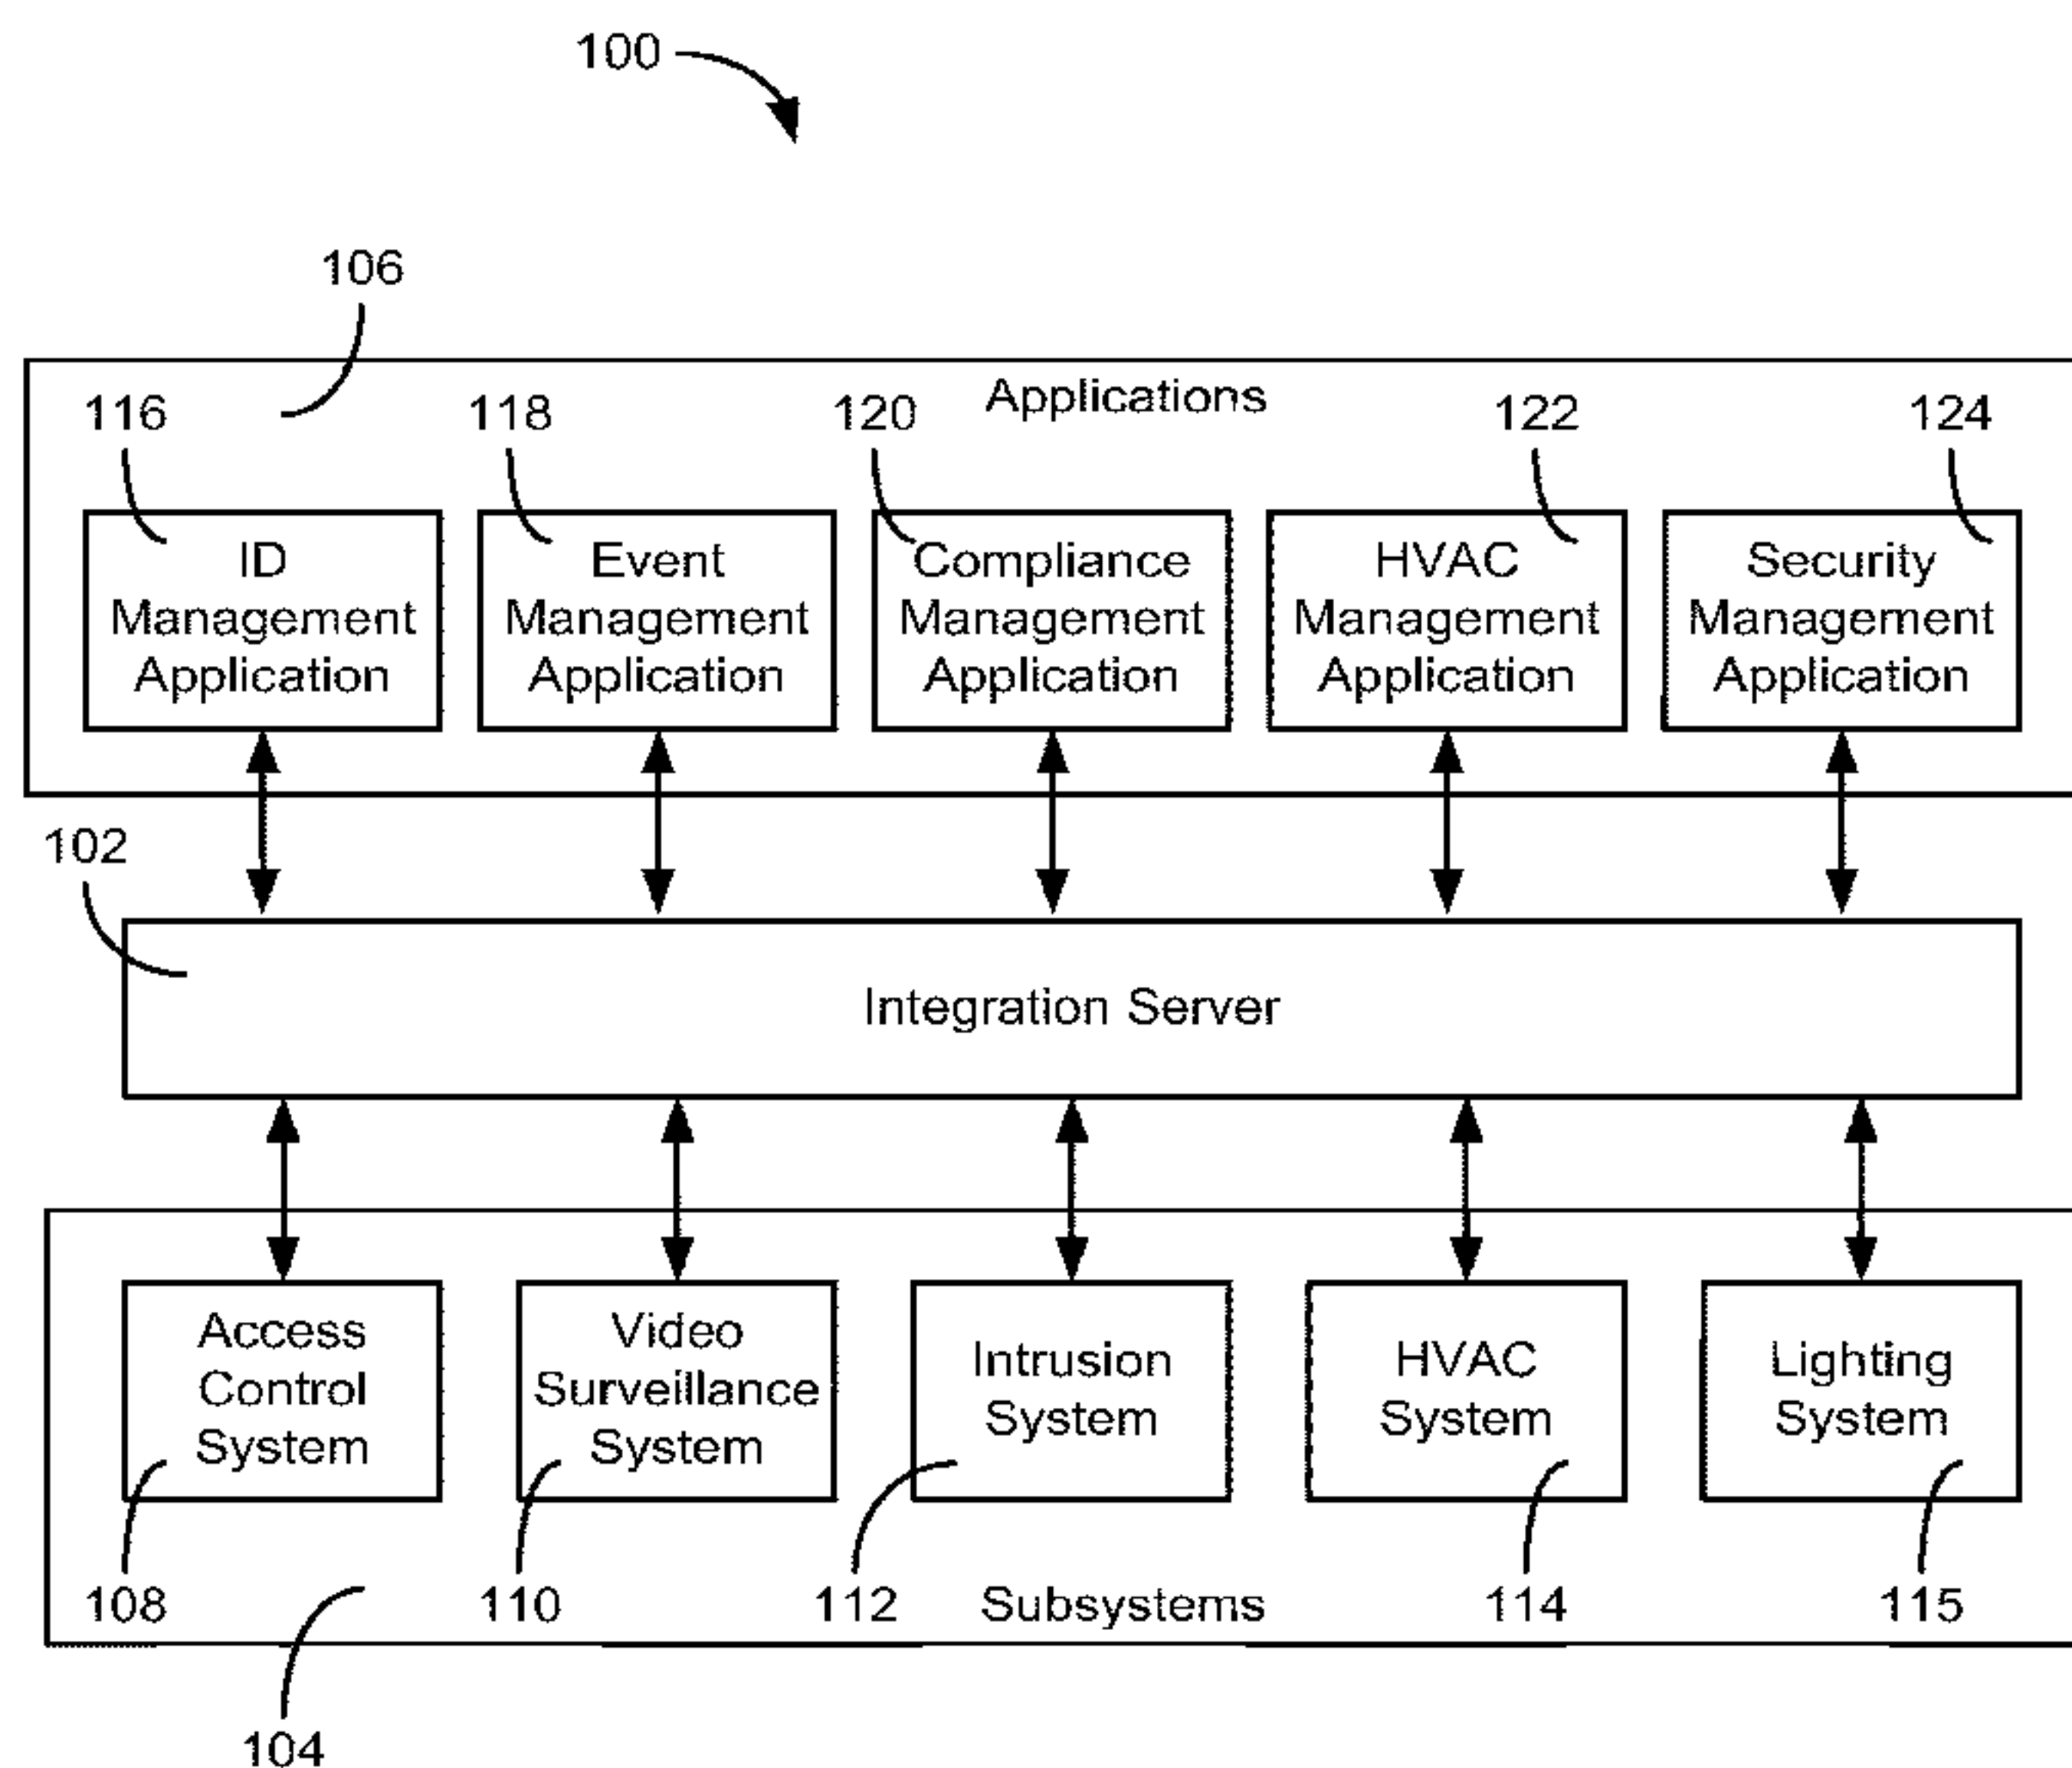 100
106
Applications
116
118
120
122
124
ID
Management
Application
Event
Management
Application
Compliance
Management
Application
HVAC
Management
Application
Security
Management
Application
102
Integration Server
Access
Control
System
Video
Surveillance
System
Intrusion
System
HVAC
System
Lighting
System
108
110
112
Subsystems
114
115
104